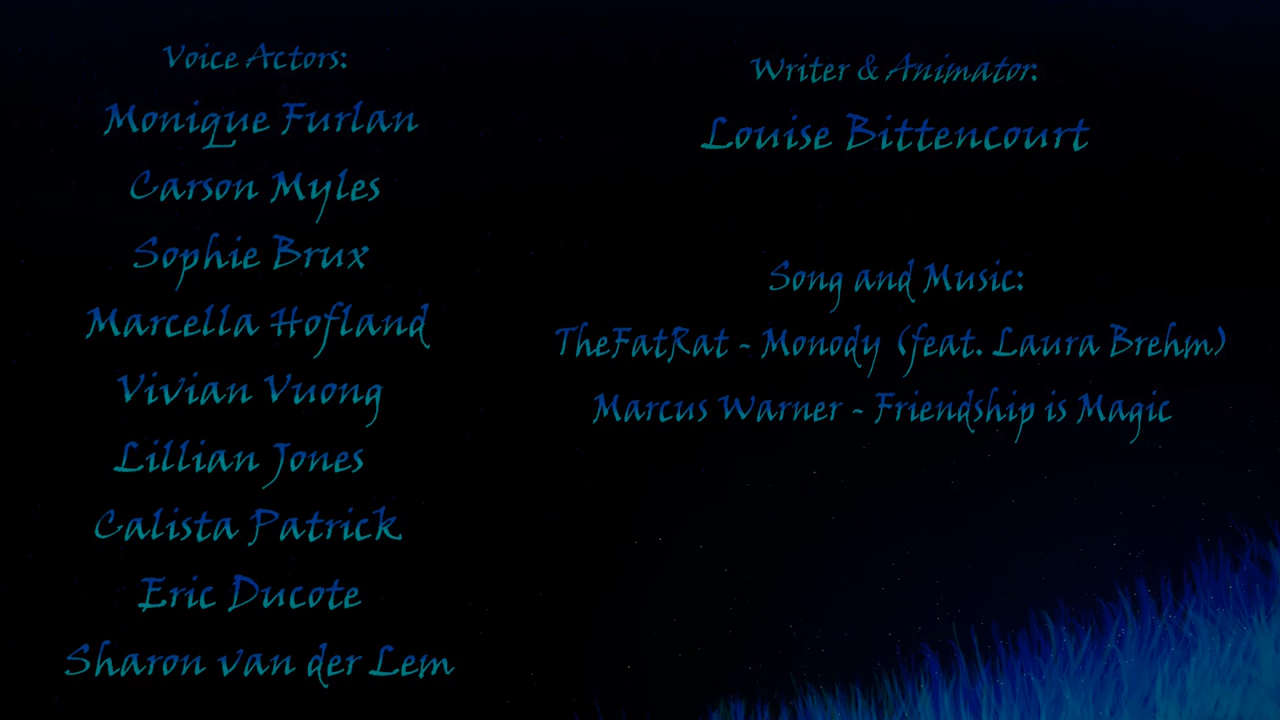 Voice Actors:
Monique Furlan
Carson Myles
Sophie Brux
Marcella Hofland
Vivian Vuong
Lillian Jones
Calista Patrick
Eric Ducote
Sharon van der Lem
Writer & Animator:
Louise Bittencourt
Song and Music:
TheFatRat - Monody (feat. Laura Brehm)
Marcus Warner - Friendship is Magic